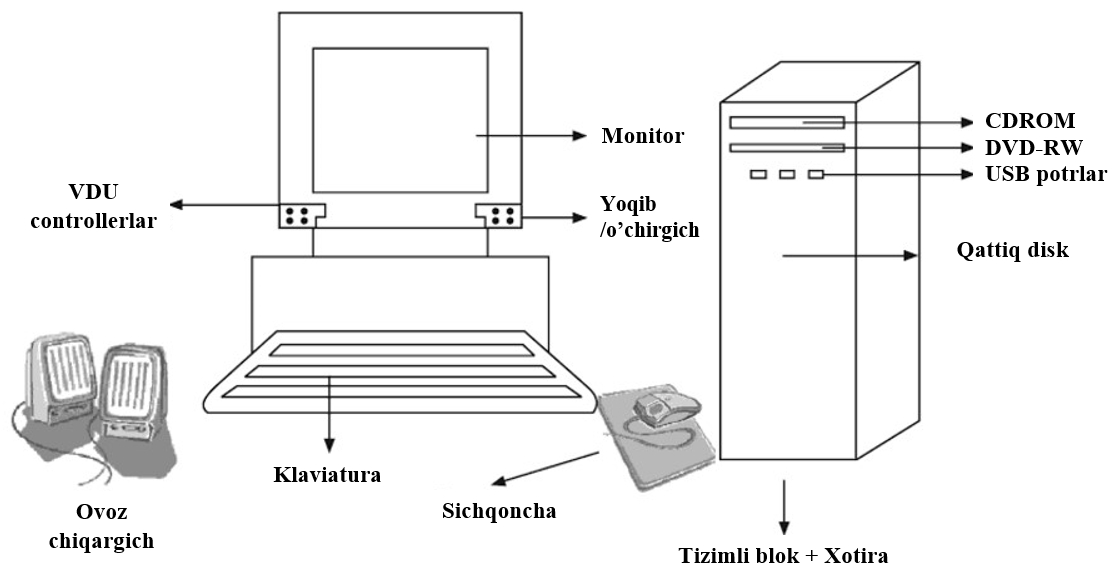 Monitor
VDU
controllerlar
Yoqib
/o’chirgich
CDROM
DVD-RW
USB potrlar
Qattiq disk
Klaviatura
Sichqoncha
Ovoz
chiqargich
Tizimli blok + Xotira